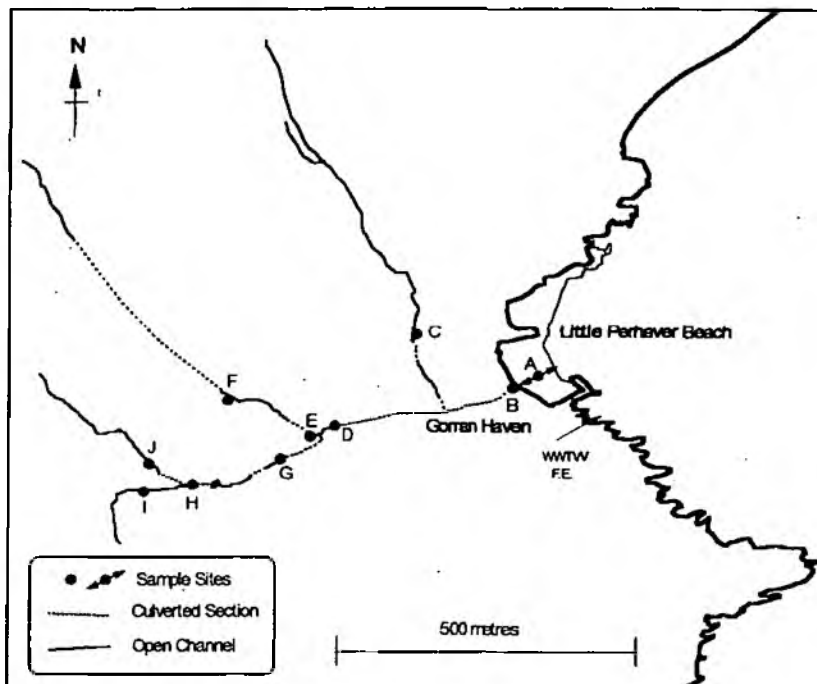 N
C
Little Perhaver Beach
A
B
F
E
D
Gorran Haven
G
J
WWTW
F.E.
H
I
Sample Sites
Culverted Section
Open Channel
500 metres